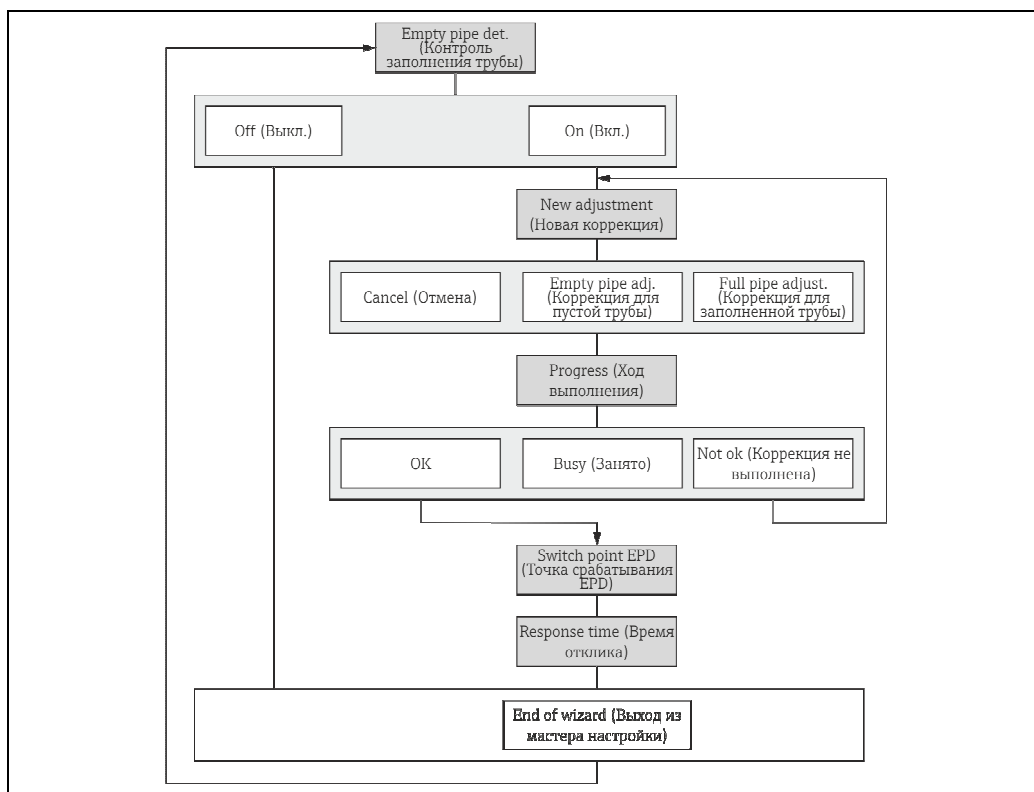 Empty pipe det.
(Контроль
заполнения трубы)
Off (Выкл.)
On (Вкл.)
New adjustment
(Новая коррекция)
Cancel (Отмена)
Empty pipe adj.
(Коррекция для
пустой трубы)
Full pipe adjust.
(Коррекция для
заполненной трубы)
Progress (Ход
выполнения)
OK
Busy (Занято)
Not ok (Коррекция не
выполнена)
Switch point EPD
(Точка срабатывания
EPD)
Response time (Время
отклика)
End of wizard (Выход из
мастера настройки)